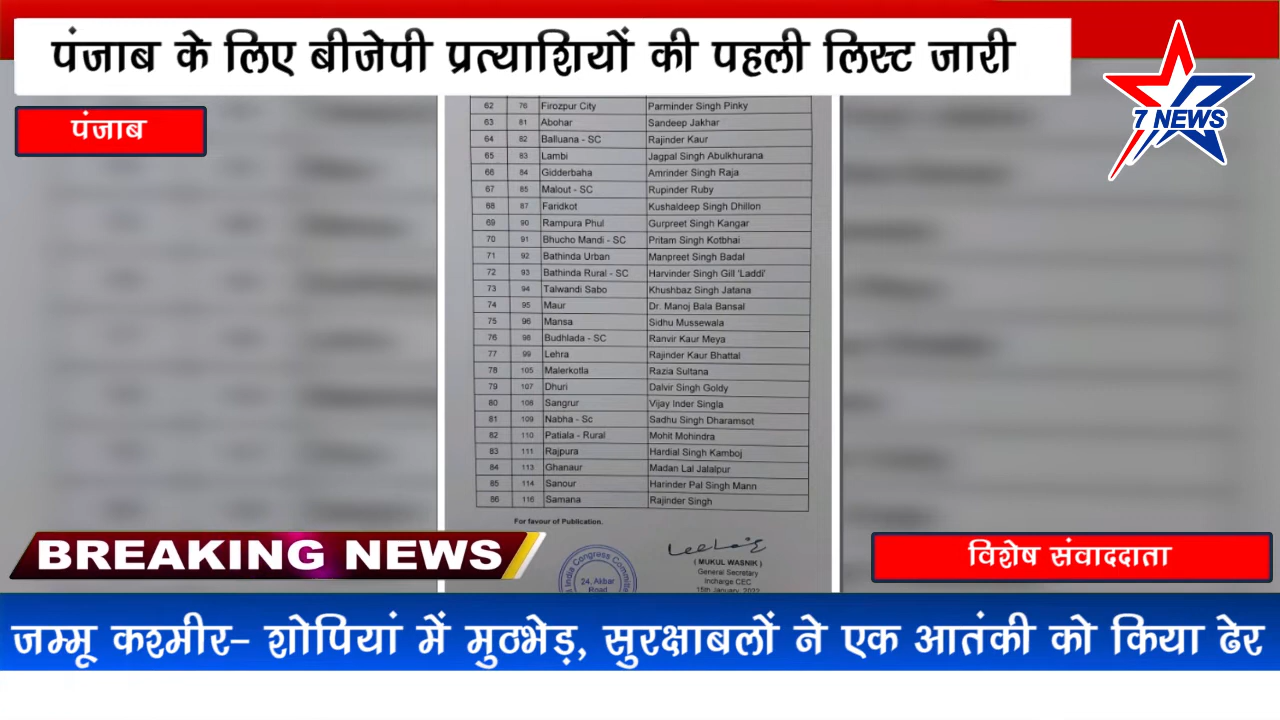 पंजाब के लिए बीजेपी प्रत्याशियों की पहली लिस्ट जारी
7 NEWS
पंजाब
62 76 Firozpur City Parminder Singh Pinky
63 81 Abohar Sandeep Jakhar
64 82 Balluana - SC Rajinder Kaur
65 83 Lambi Jagpal Singh Abulkhurana
66 84 Gidderbaha Amrinder Singh Raja
67 85 Malout - SC Rupinder Ruby
68 87 Faridkot Kushaldeep Singh Dhillon
69 90 Rampura Phul Gurpreet Singh Kangar
70 91 Bhucho Mandi - SC Pritam Singh Kotbhai
71 92 Bathinda Urban Manpreet Singh Badal
72 93 Bathinda Rural - SC Harvinder Singh Gill 'Laddi'
73 94 Talwandi Sabo Khushbaz Singh Jatana
74 95 Maur Dr. Manoj Bala Bansal
75 96 Mansa Sidhu Mussewala
76 98 Budhlada - SC Ranvir Kaur Meya
77 99 Lehra Rajinder Kaur Bhattal
78 105 Malerkotla Razia Sultana
79 107 Dhuri Dalvir Singh Goldy
80 108 Sangrur Vijay Inder Singla
81 109 Nabha - Sc Sadhu Singh Dharamsot
82 110 Patiala - Rural Mohit Mohindra
83 111 Rajpura Hardial Singh Kamboj
84 113 Ghanaur Madan Lal Jalalpur
85 114 Sanour Harinder Pal Singh Mann
86 116 Samana Rajinder Singh
For favour of Publication.
India Congress Committee
24, Akbar
Road
( MUKUL WASNIK )
General Secretary
Incharge CEC
15th January, 2022
BREAKING NEWS
विशेष संवाददाता
जम्मू कश्मीर- शोपियां में मुठभेड़, सुरक्षाबलों ने एक आतंकी को किया ढेर